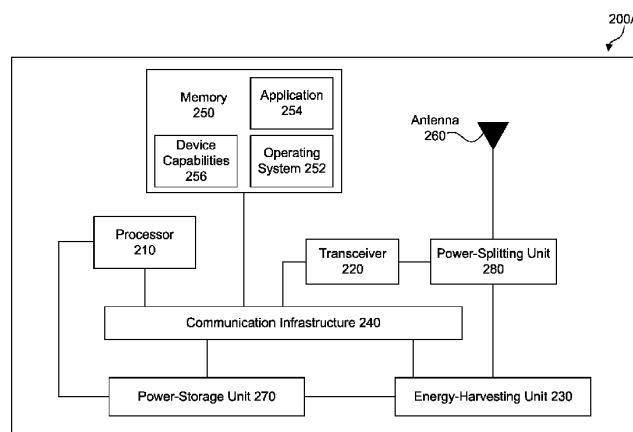 200A
Memory
250
Application
254
Device
Capabilities
256
Operating
System 252
Antenna
260
Processor
210
Transceiver
220
Power-Splitting Unit
280
Communication Infrastructure 240
Power-Storage Unit 270
Energy-Harvesting Unit 230